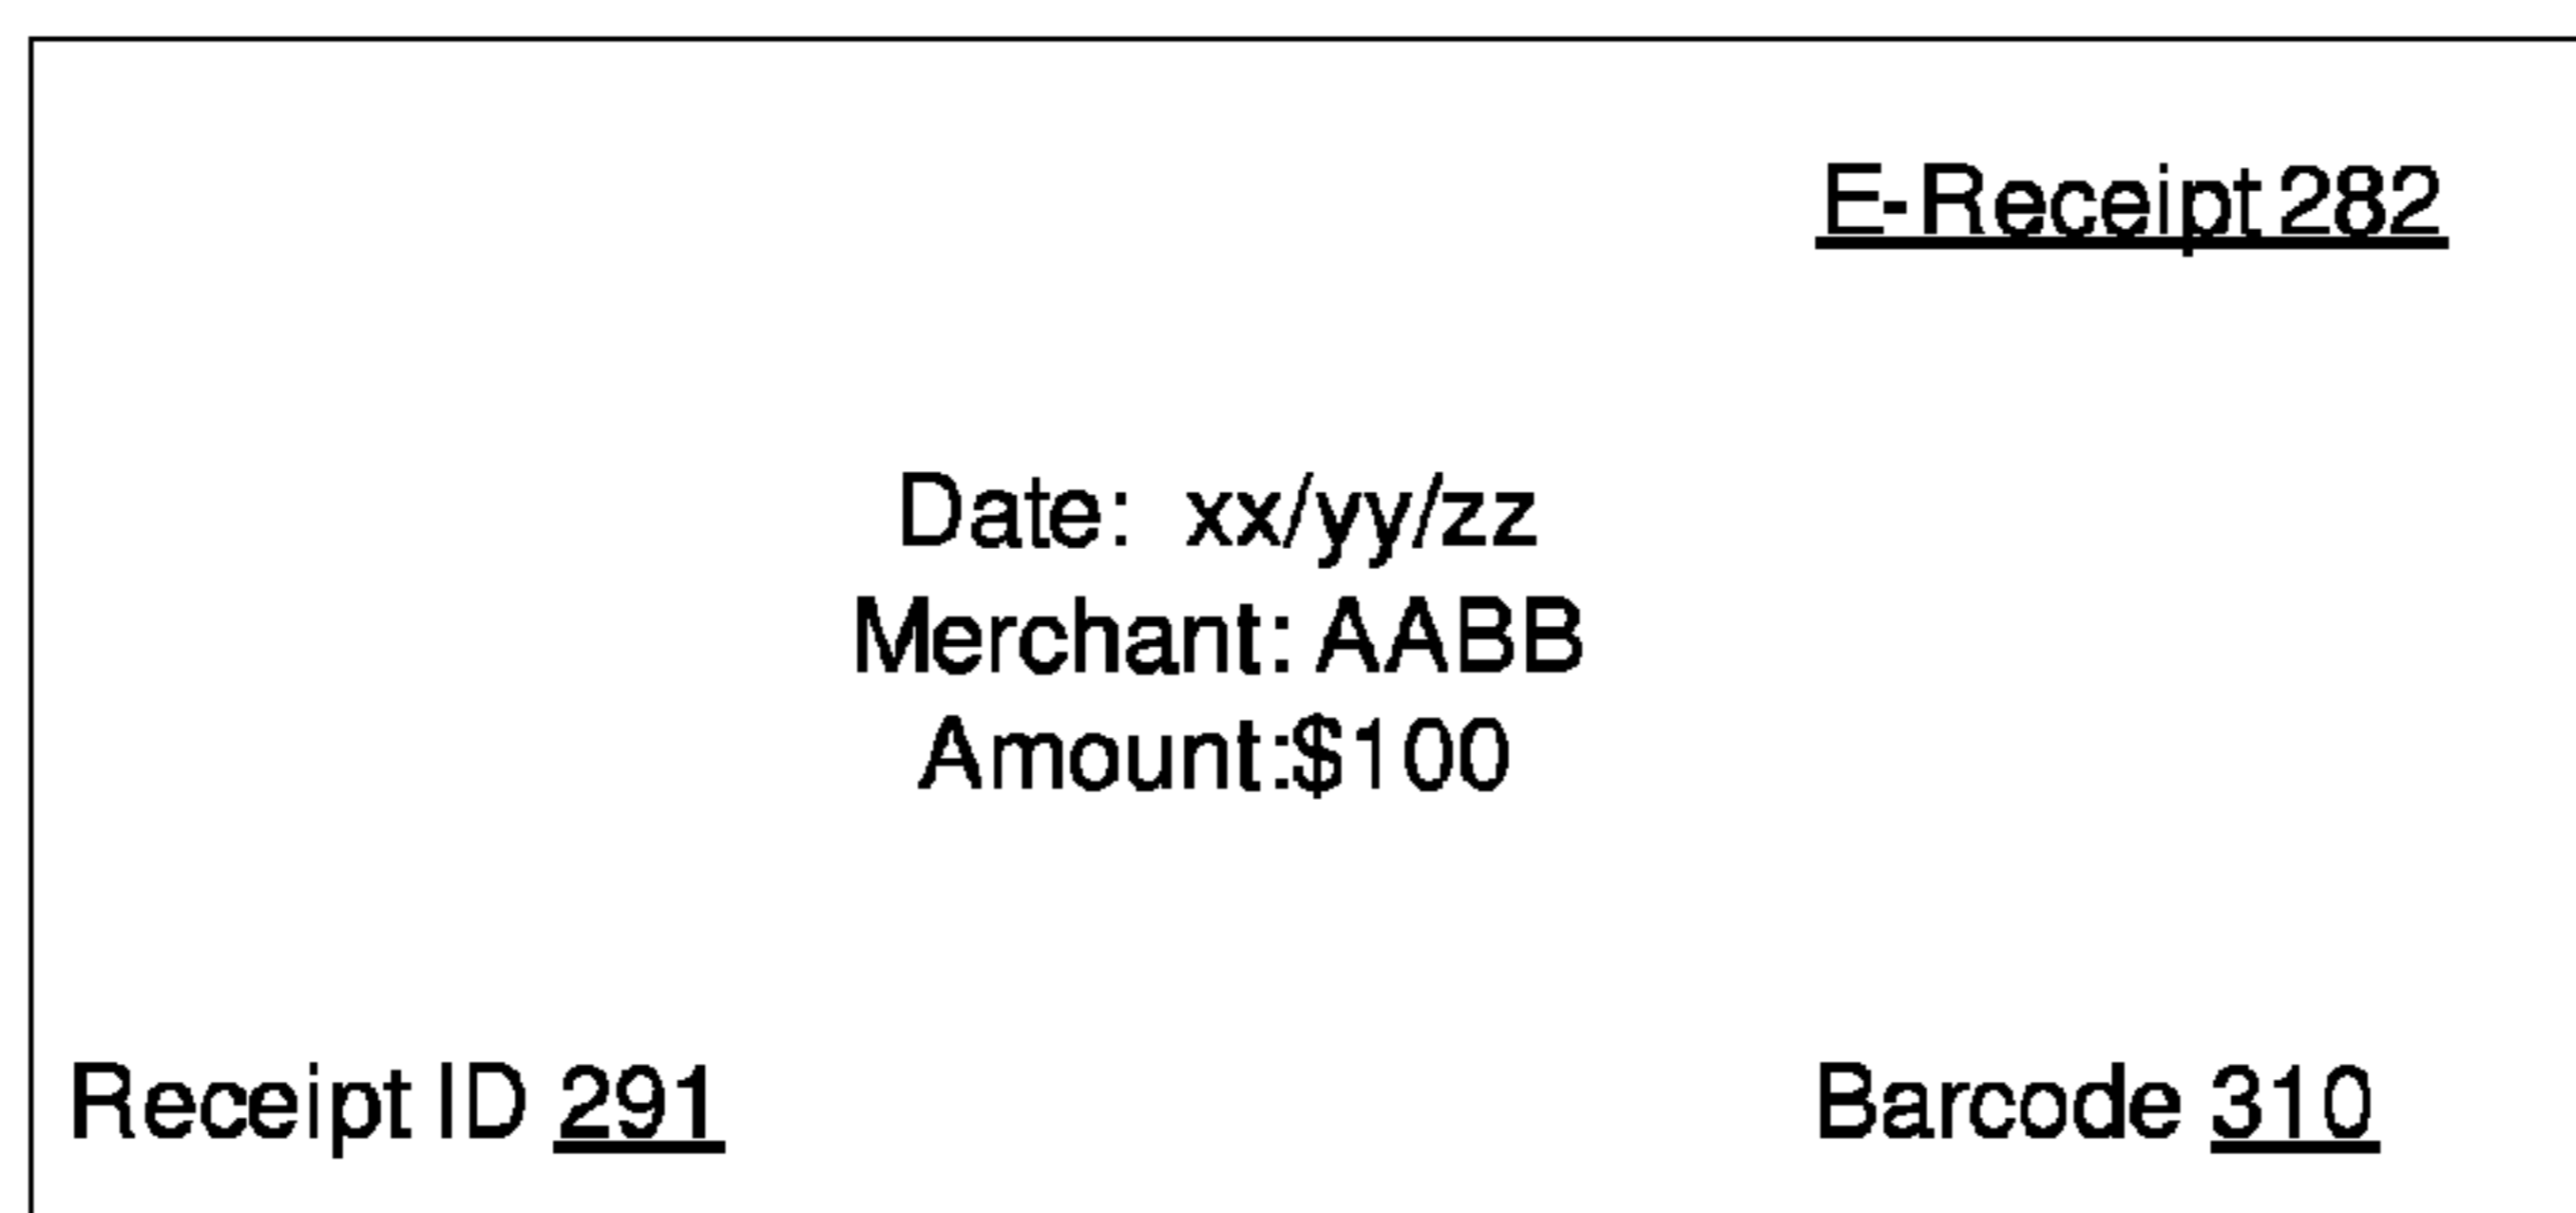 E-Receipt 282
Date: xx/yy/zz
Merchant: AABB
Amount:$100
Receipt ID 291
Barcode 310